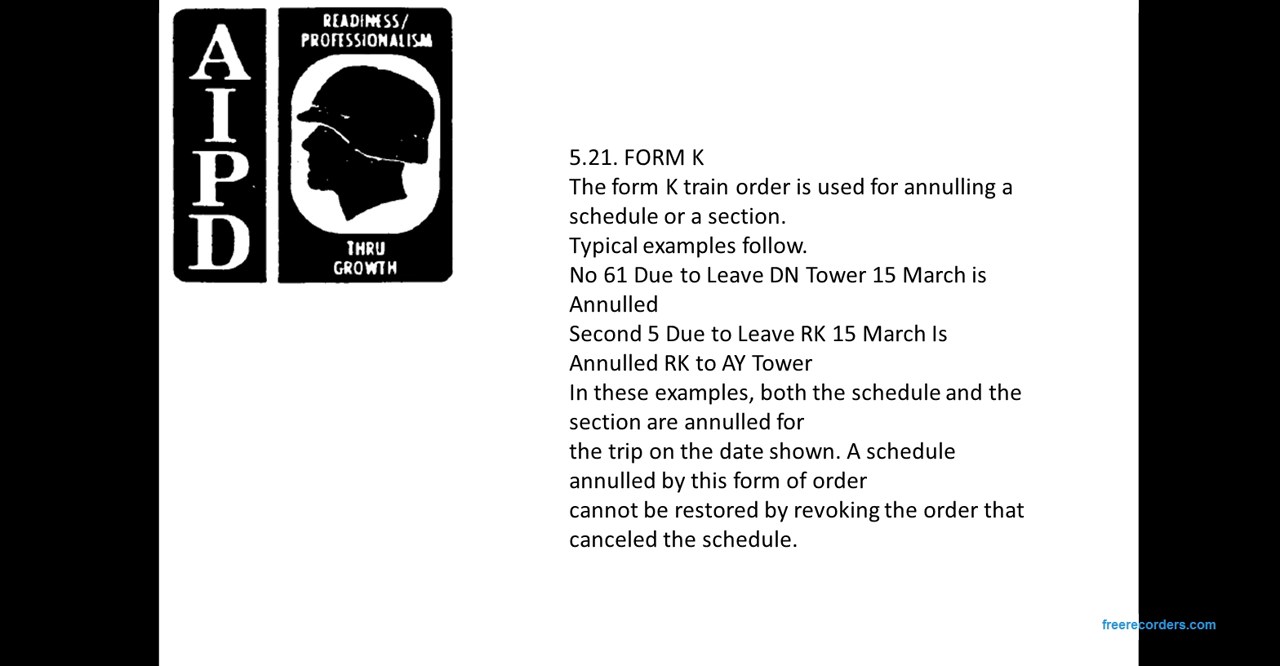 A
I
P
D
READINESS/
PROFESSIONALISM
THRU
GROWTH
5.21. FORM K
The form K train order is used for annulling a
schedule or a section.
Typical examples follow.
No 61 Due to Leave DN Tower 15 March is
Annulled
Second 5 Due to Leave RK 15 March Is
Annulled RK to AY Tower
In these examples, both the schedule and the
section are annulled for
the trip on the date shown. A schedule
annulled by this form of order
cannot be restored by revoking the order that
canceled the schedule.
freerecorders.com